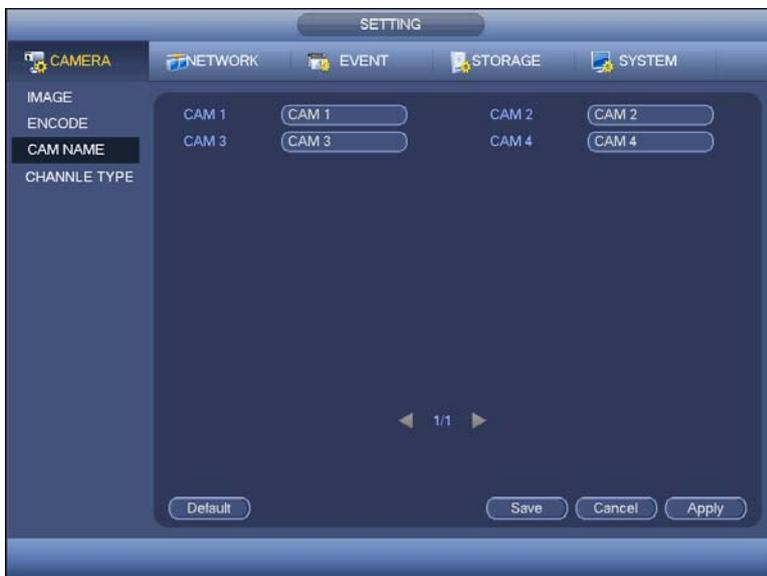 SETTING
CAMERA NETWORK EVENT STORAGE SYSTEM
IMAGE
ENCODE
CAM NAME
CHANNLE TYPE
CAM 1 CAM 1 CAM 2 CAM 2
CAM 3 CAM 3 CAM 4 CAM 4
1/1
Default Save Cancel Apply